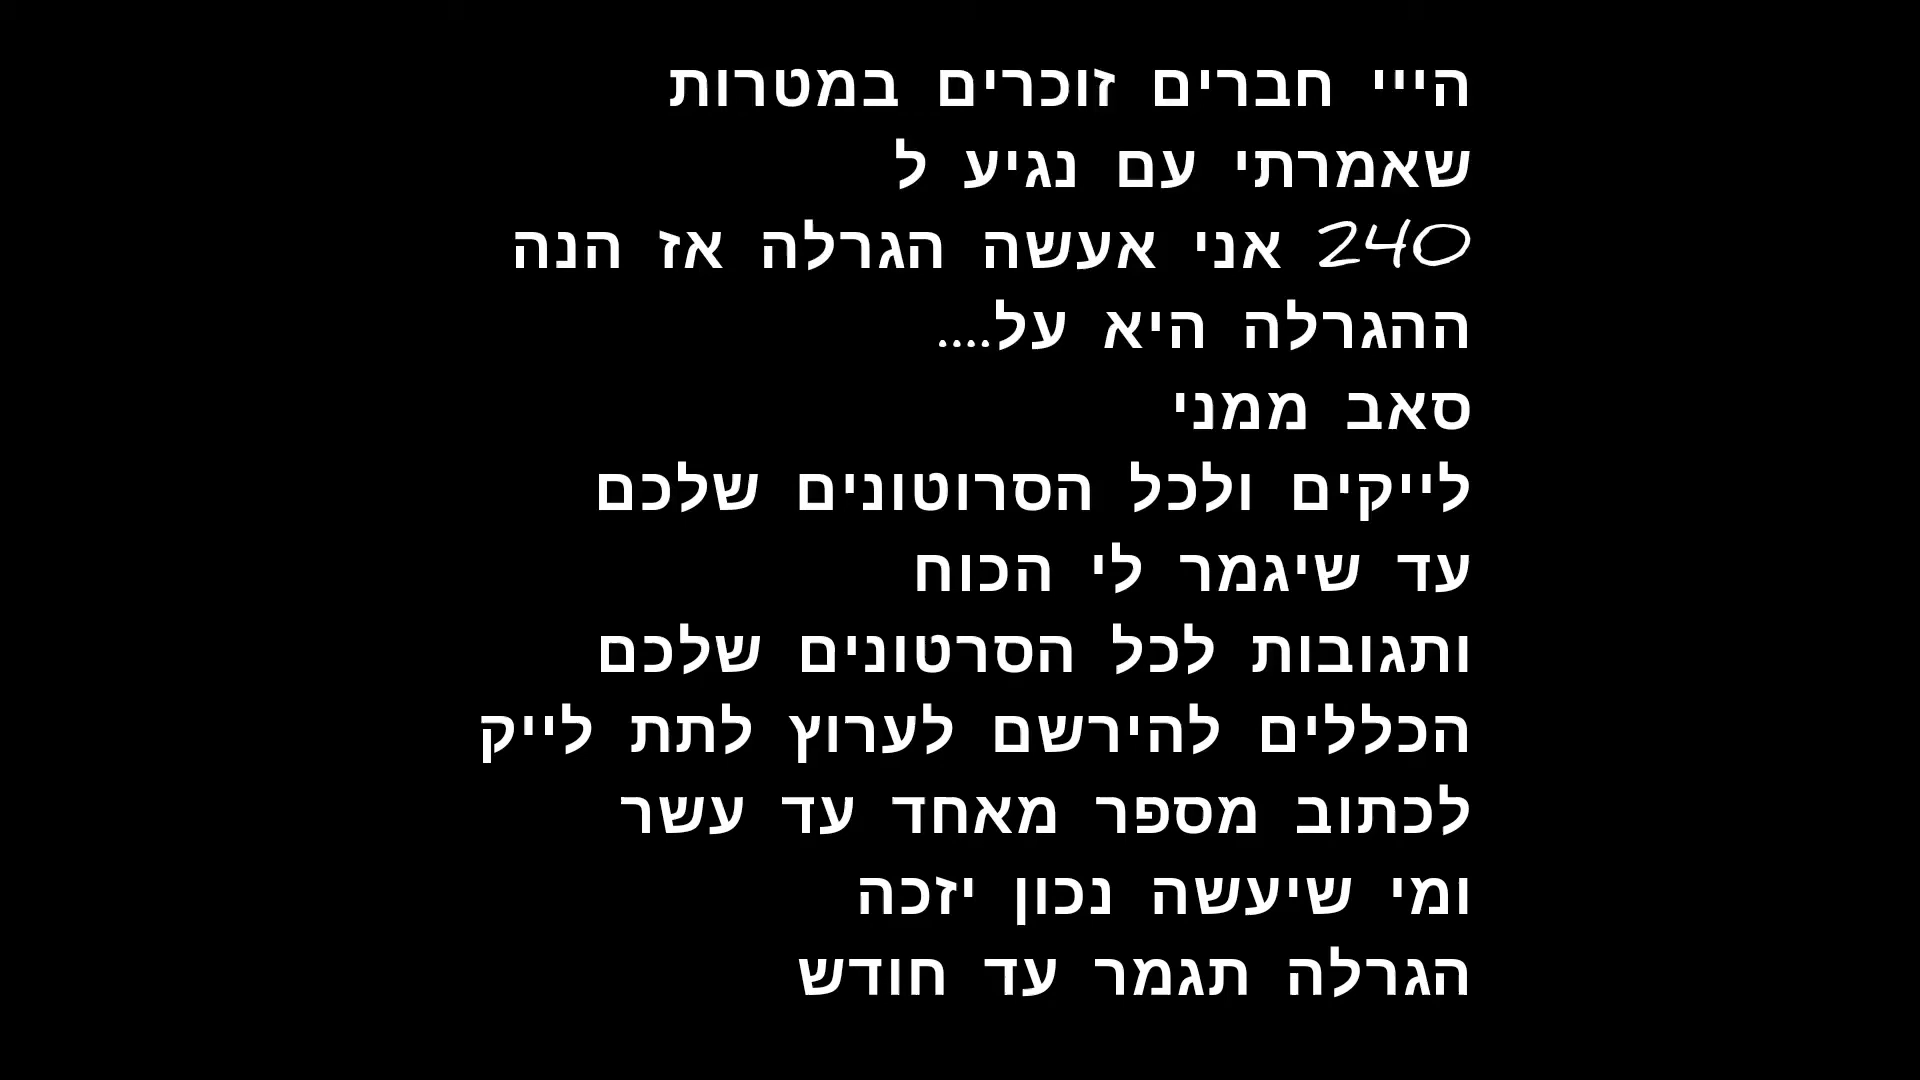 הייי חברים זוכרים במטרות
שאמרתי עם נגיע ל
240 אני אעשה הגרלה אז הנה
ההגרלה היא על....
סאב ממני
לייקים ולכל הסרוטונים שלכם
עד שיגמר לי הכוח
ותגובות לכל הסרטונים שלכם
הכללים להירשם לערוץ לתת לייק
לכתוב מספר מאחד עד עשר
ומי שיעשה נכון יזכה
הגרלה תגמר עד חודש